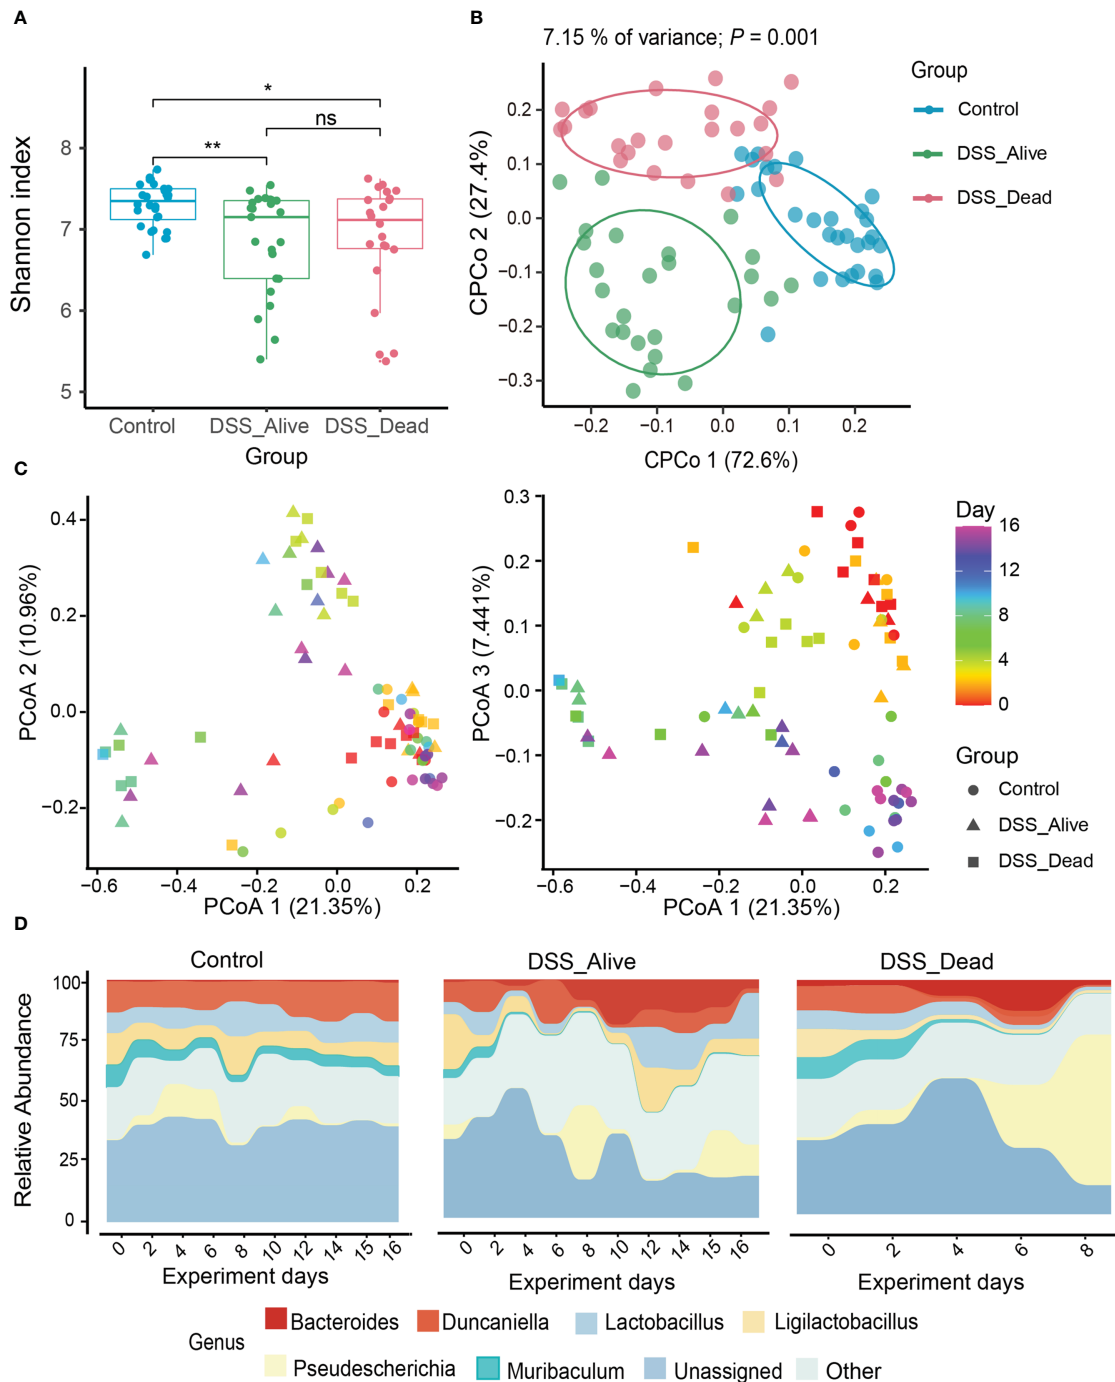 A
Shannon index
8
7
6
5
*
ns
**
Control
DSS_Alive
DSS_Dead
Group
B
7.15 % of variance; P = 0.001
CPCo 2 (27.4%)
0.2
0.1
0.0
−0.1
−0.2
−0.3
−0.2
−0.1
0.0
0.1
0.2
CPCo 1 (72.6%)
Group
Control
DSS_Alive
DSS_Dead
C
PCoA 2 (10.96%)
0.4
0.2
0.0
−0.2
−0.6
−0.4
−0.2
0.0
0.2
PCoA 1 (21.35%)
PCoA 3 (7.441%)
0.3
0.2
0.1
0.0
−0.1
−0.2
−0.6
−0.4
−0.2
0.0
0.2
PCoA 1 (21.35%)
Day
16
12
8
4
0
Group
Control
DSS_Alive
DSS_Dead
D
Relative Abundance
100
75
50
25
0
Control
0 2 4 6 8 10 12 14 15 16
Experiment days
DSS_Alive
0 2 4 6 8 10 12 14 15 16
Experiment days
DSS_Dead
0 2 4 6 8
Experiment days
Genus
Bacteroides
Duncaniella
Lactobacillus
Ligilactobacillus
Pseudescherichia
Muribaculum
Unassigned
Other